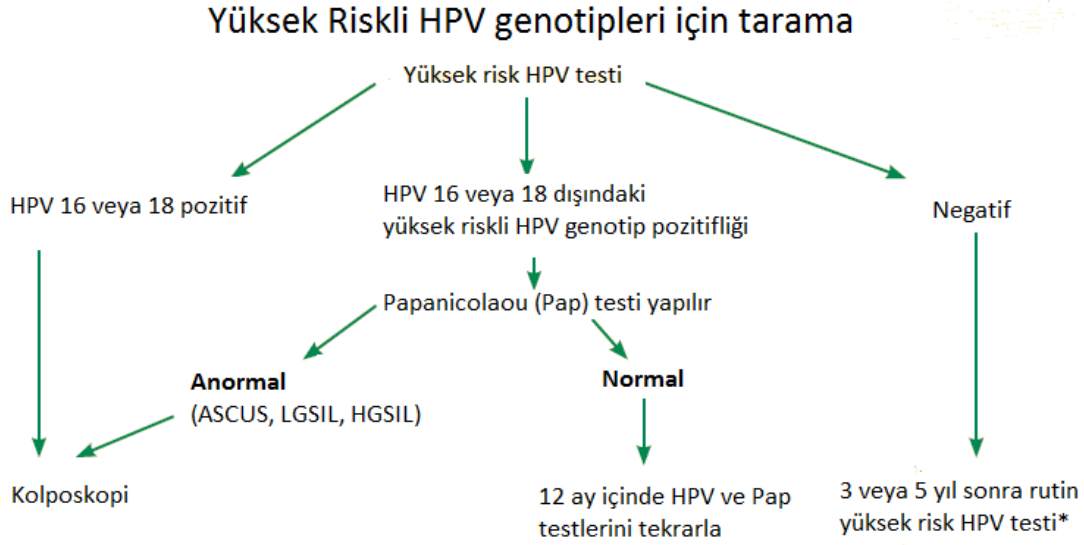 Yüksek Riskli HPV genotipleri için tarama
Yüksek risk HPV testi
HPV 16 veya 18 pozitif
HPV 16 veya 18 dışındaki
yüksek riskli HPV genotip pozitifliği
Negatif
Papanicolaou (Pap) testi yapılır
Anormal
(ASCUS, LGSIL, HGSIL)
Normal
Kolposkopi
12 ay içinde HPV ve Pap
testlerini tekrarla
3 veya 5 yıl sonra rutin
yüksek risk HPV testi*